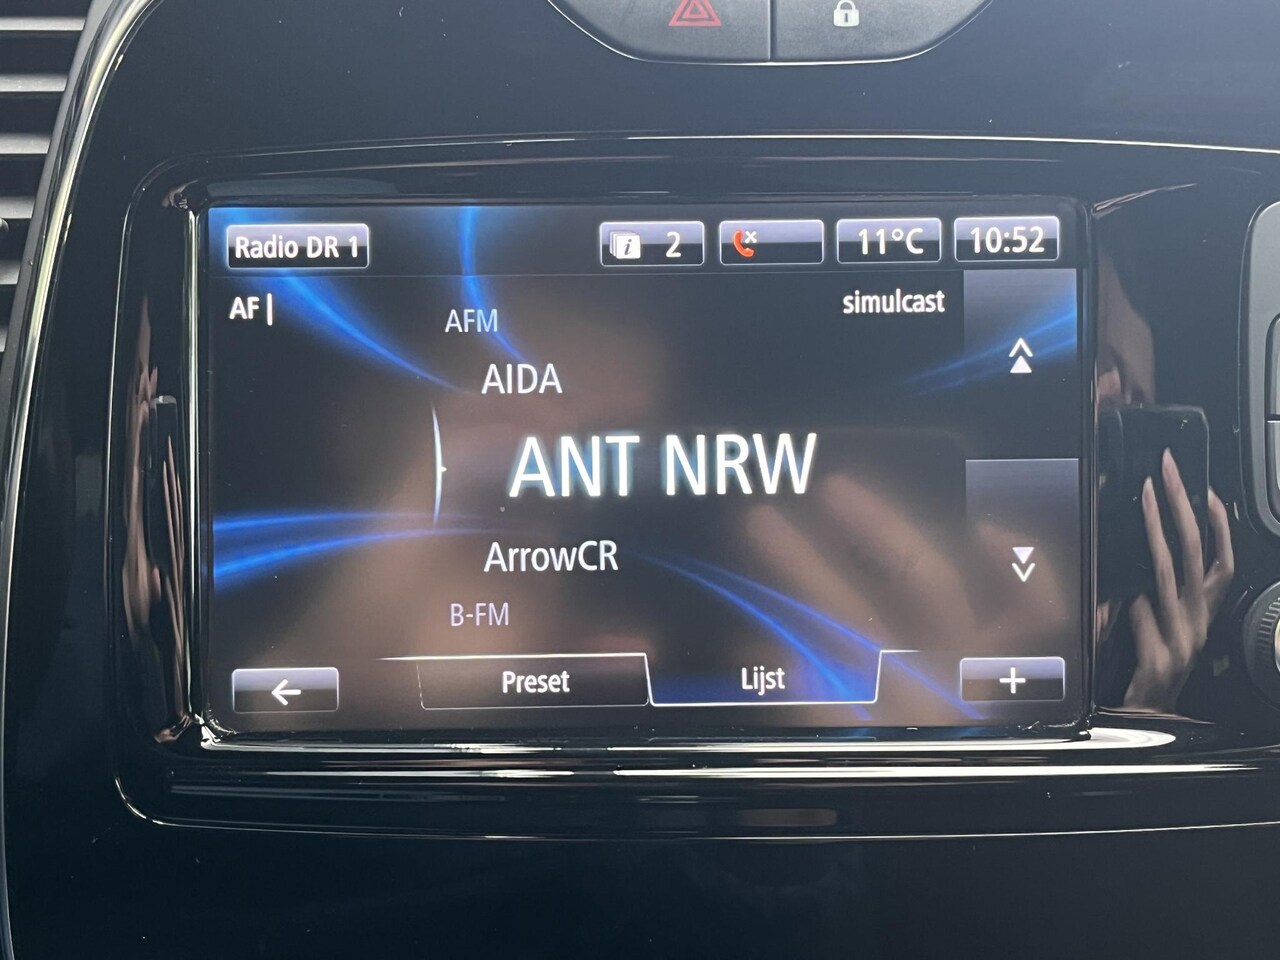 Radio DR 1
2
11°C
10:52
AF
simulcast
AFM
AIDA
ANT NRW
ArrowCR
B-FM
Preset
Lijst